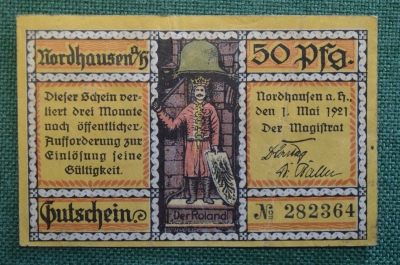 Nordhausen a/H
50 Pfg.
Dieser Schein ver-
liert drei Monate
nach öffentlicher
Aufforderung zur
Einlösung seine
Gültigkeit.
Nordhausen a. H.,
den 1. Mai 1921
Der Magistrat
Gutschein.
Der Roland
№ 282364